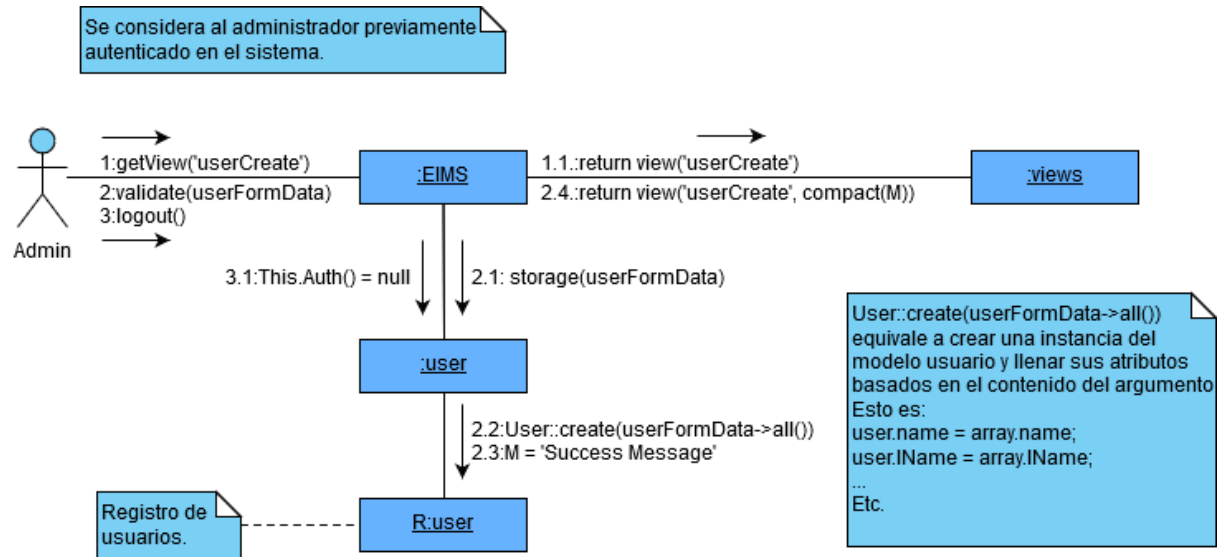 Se considera al administrador previamente
autenticado en el sistema.
1:getView('userCreate')
2:validate(userFormData)
3:logout()
Admin
:EIMS
1.1.:return view('userCreate')
2.4.:return view('userCreate', compact(M))
:views
3.1:This.Auth() = null
2.1: storage(userFormData)
:user
2.2:User::create(userFormData->all())
2.3:M = 'Success Message'
R:user
Registro de
usuarios.
User::create(userFormData->all())
equivale a crear una instancia del
modelo usuario y llenar sus atributos
basados en el contenido del argumento
Esto es:
user.name = array.name;
user.lName = array.lName;
...
Etc.